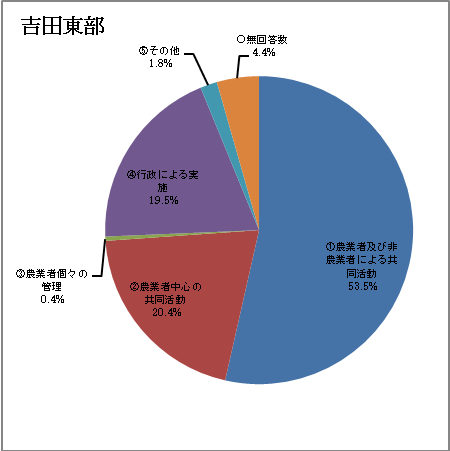 吉田東部
⑤その他
1.8%
〇無回答数
4.4%
④行政による実
施
19.5%
①農業者及び非
農業者による共
同活動
53.5%
③農業者個々の
管理
0.4%
②農業者中心の
共同活動
20.4%